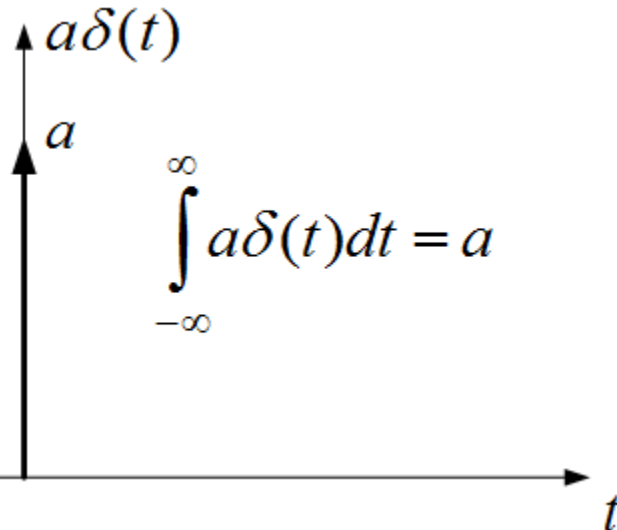 aδ(t)
a
∞
∫ aδ(t)dt = a
−∞
t